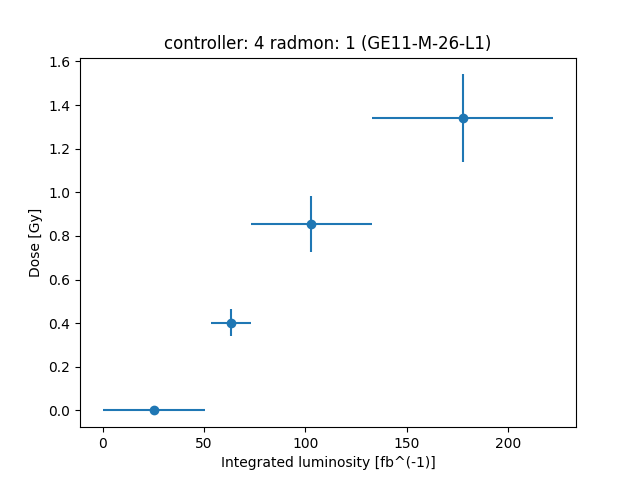 controller: 4 radmon: 1 (GE11-M-26-L1)
1.6
1.4
1.2
1.0
0.8
0.6
0.4
0.2
0.0
Dose [Gy]
0 50 100 150 200
Integrated luminosity [fb^(-1)]